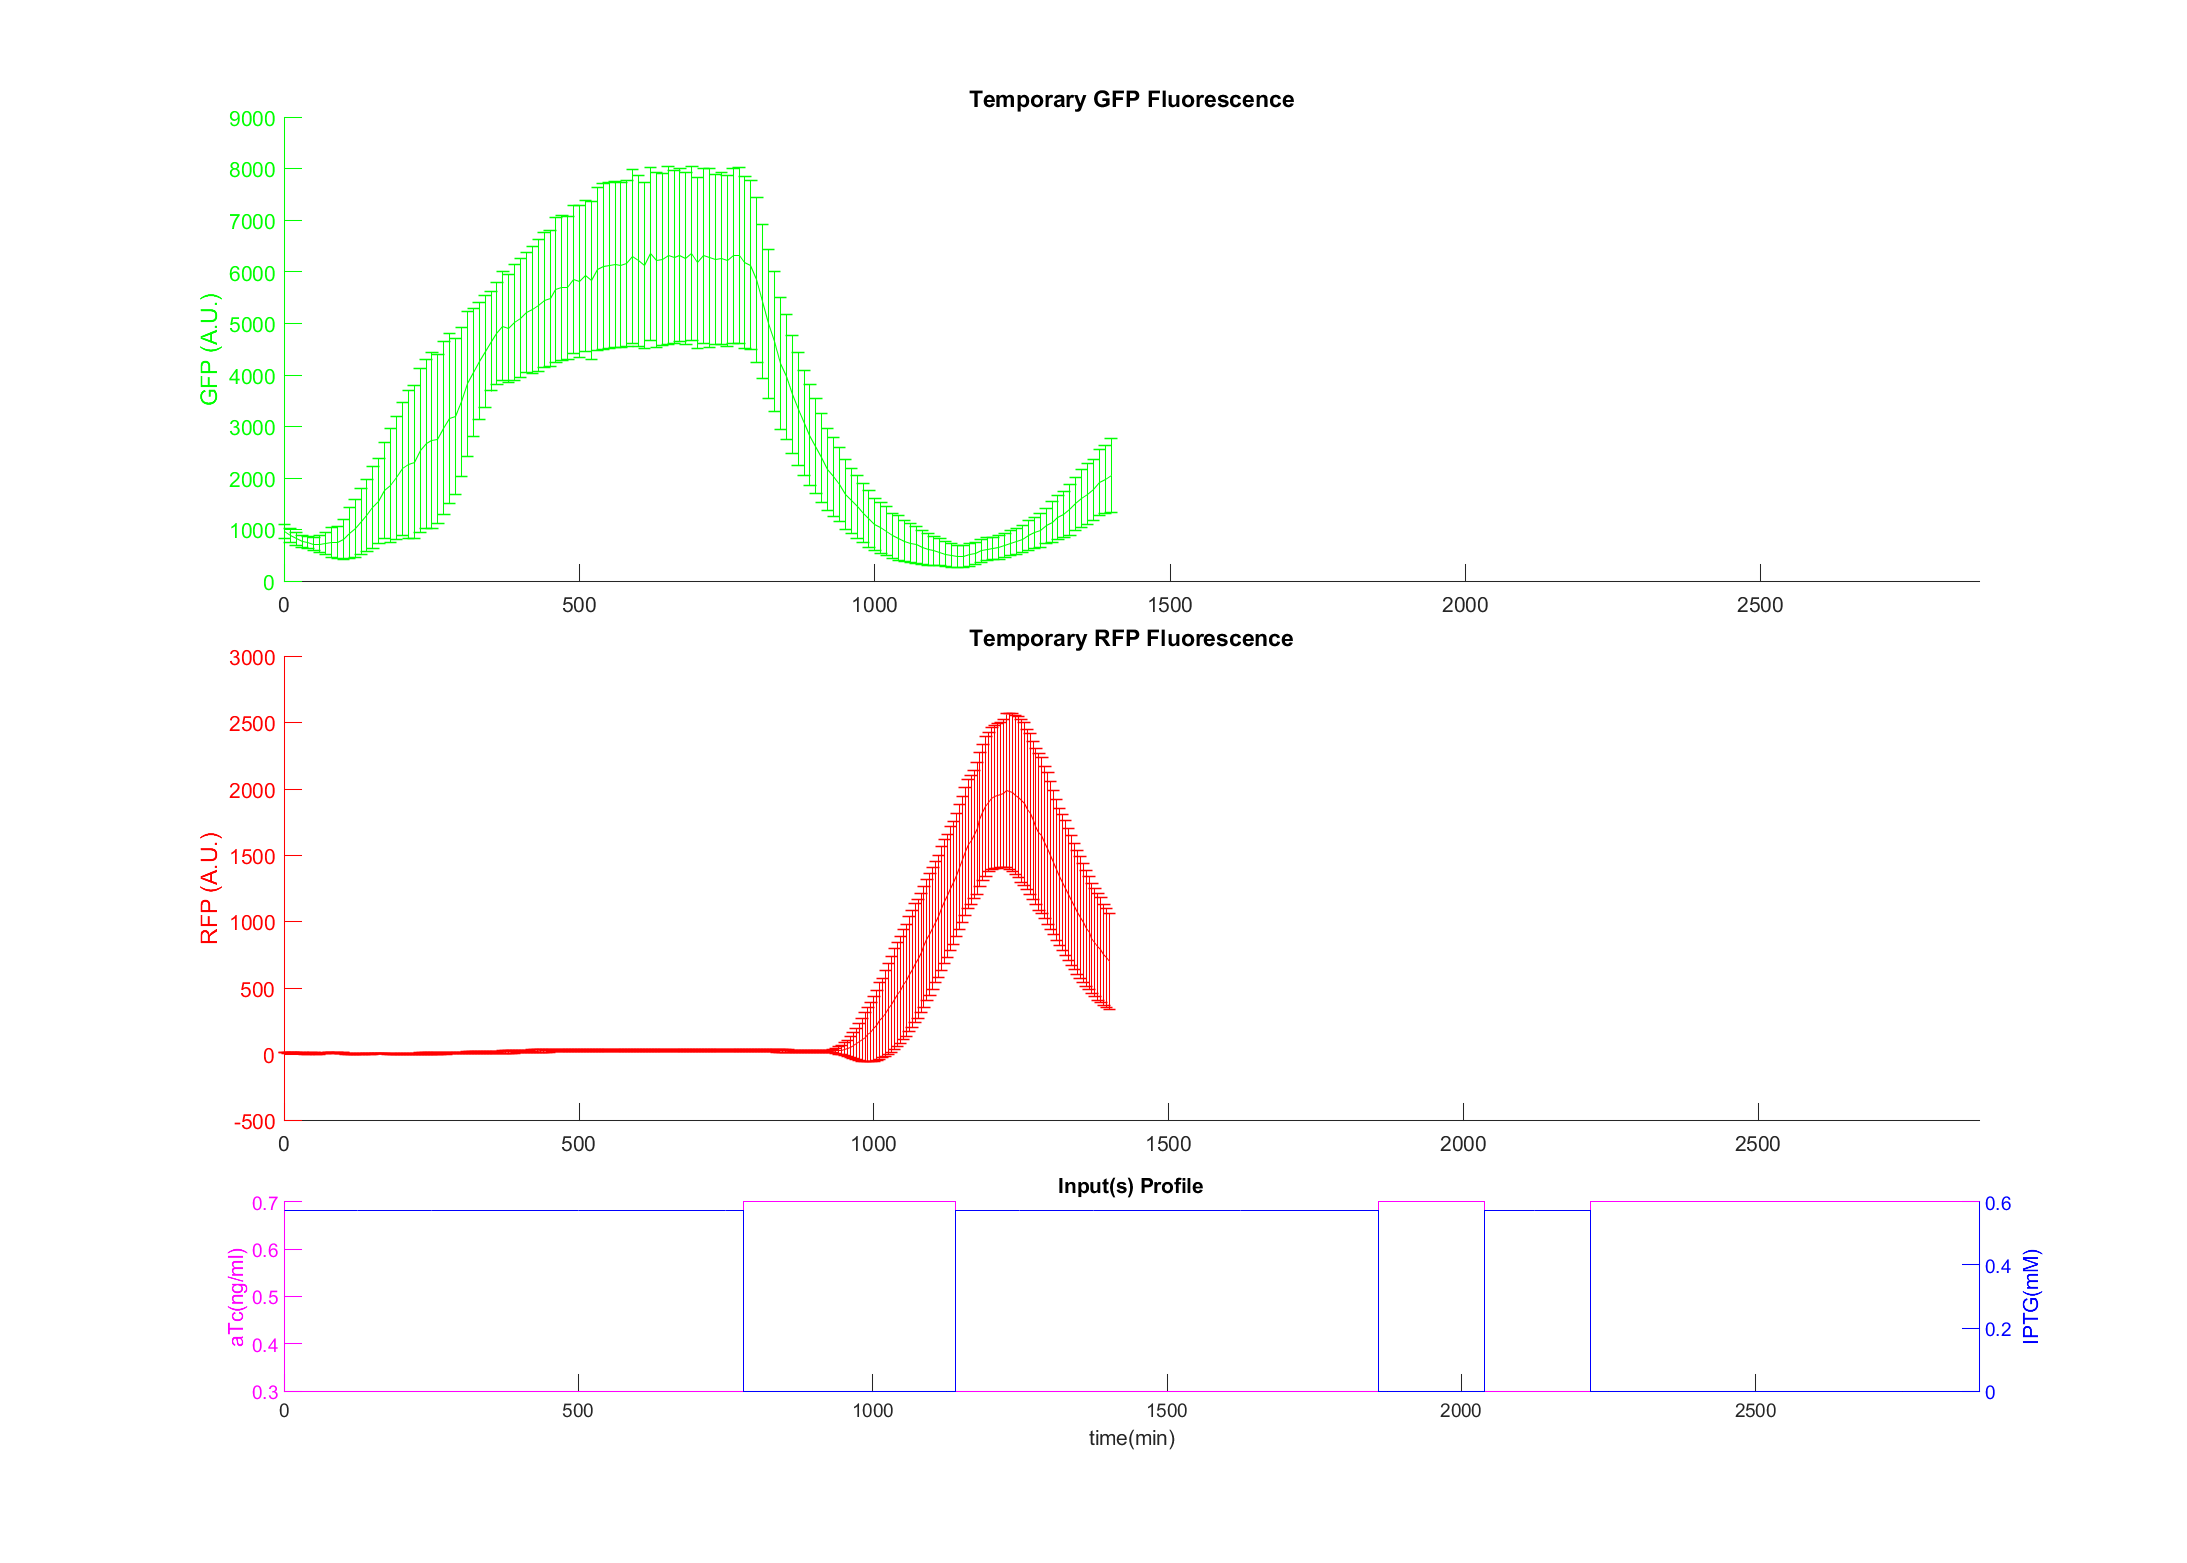 Temporary GFP Fluorescence
9000
8000
7000
6000
5000
4000
3000
2000
1000
0
GFP (A.U.)
0 500 1000 1500 2000 2500
Temporary RFP Fluorescence
3000
2500
2000
1500
1000
500
0
-500
RFP (A.U.)
0 500 1000 1500 2000 2500
Input(s) Profile
0.7
0.6
0.5
0.4
0.3
aTc(ng/ml)
0.6
0.4
0.2
0
IPTG(mM)
0 500 1000 1500 2000 2500
time(min)